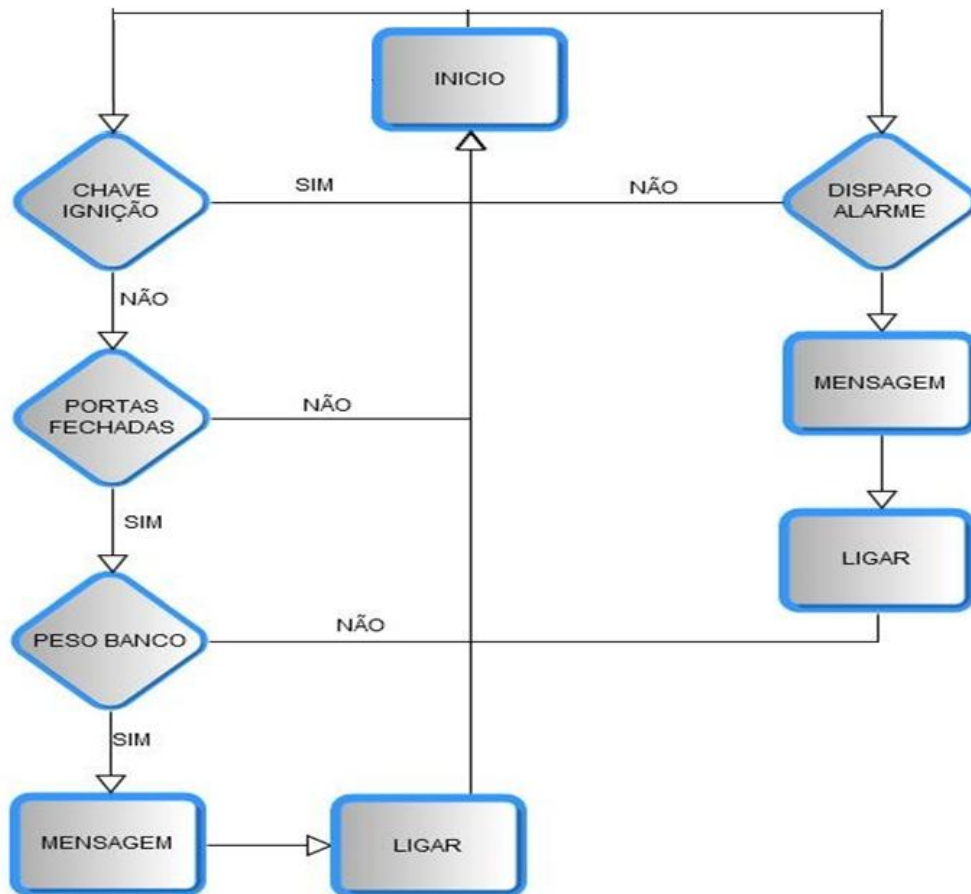 INICIO
CHAVE
IGNIÇÃO
SIM
NÃO
DISPARO
ALARME
NÃO
PORTAS
FECHADAS
NÃO
MENSAGEM
SIM
LIGAR
PESO BANCO
NÃO
SIM
MENSAGEM
LIGAR